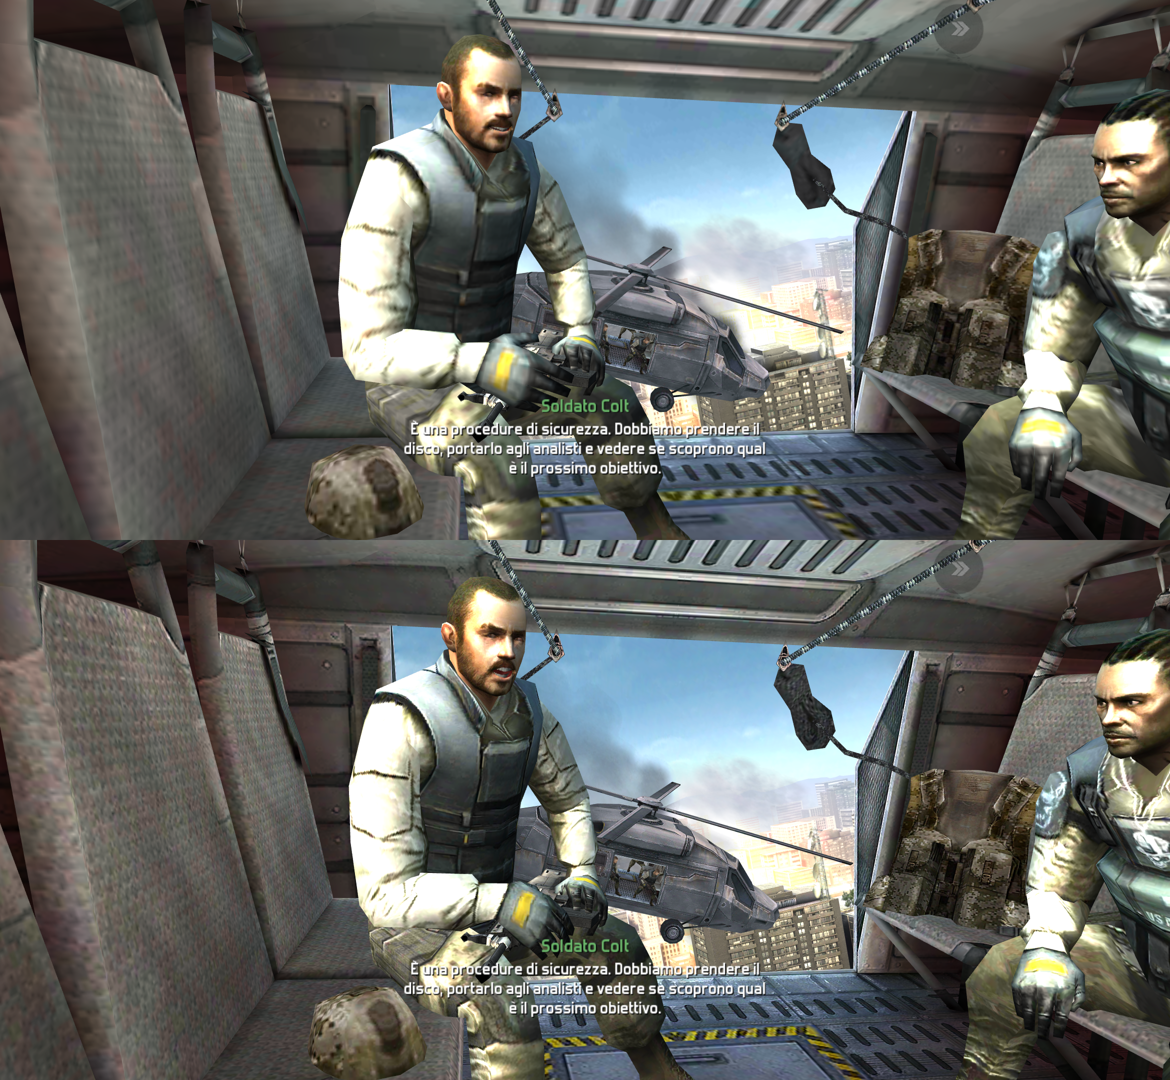 Soldato Colt
È una procedure di sicurezza. Dobbiamo prendere il
disco, portarlo agli analisti e vedere se scoprono qual
è il prossimo obiettivo.
Soldato Colt
È una procedure di sicurezza. Dobbiamo prendere il
disco, portarlo agli analisti e vedere se scoprono qual
è il prossimo obiettivo.